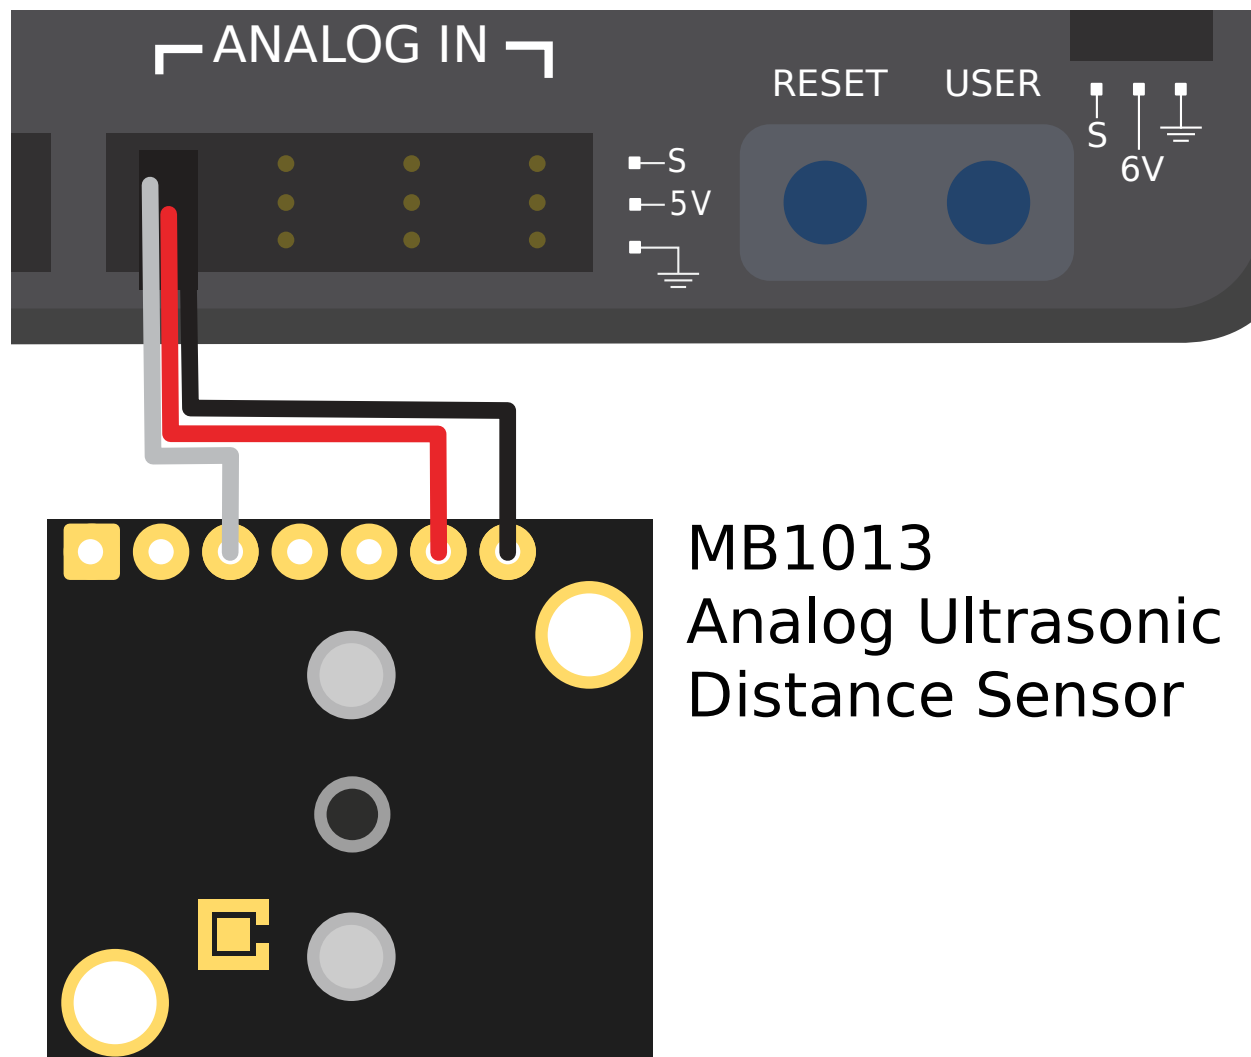 ANALOG IN
RESET
USER
S
6V
S
5V
MB1013
Analog Ultrasonic
Distance Sensor